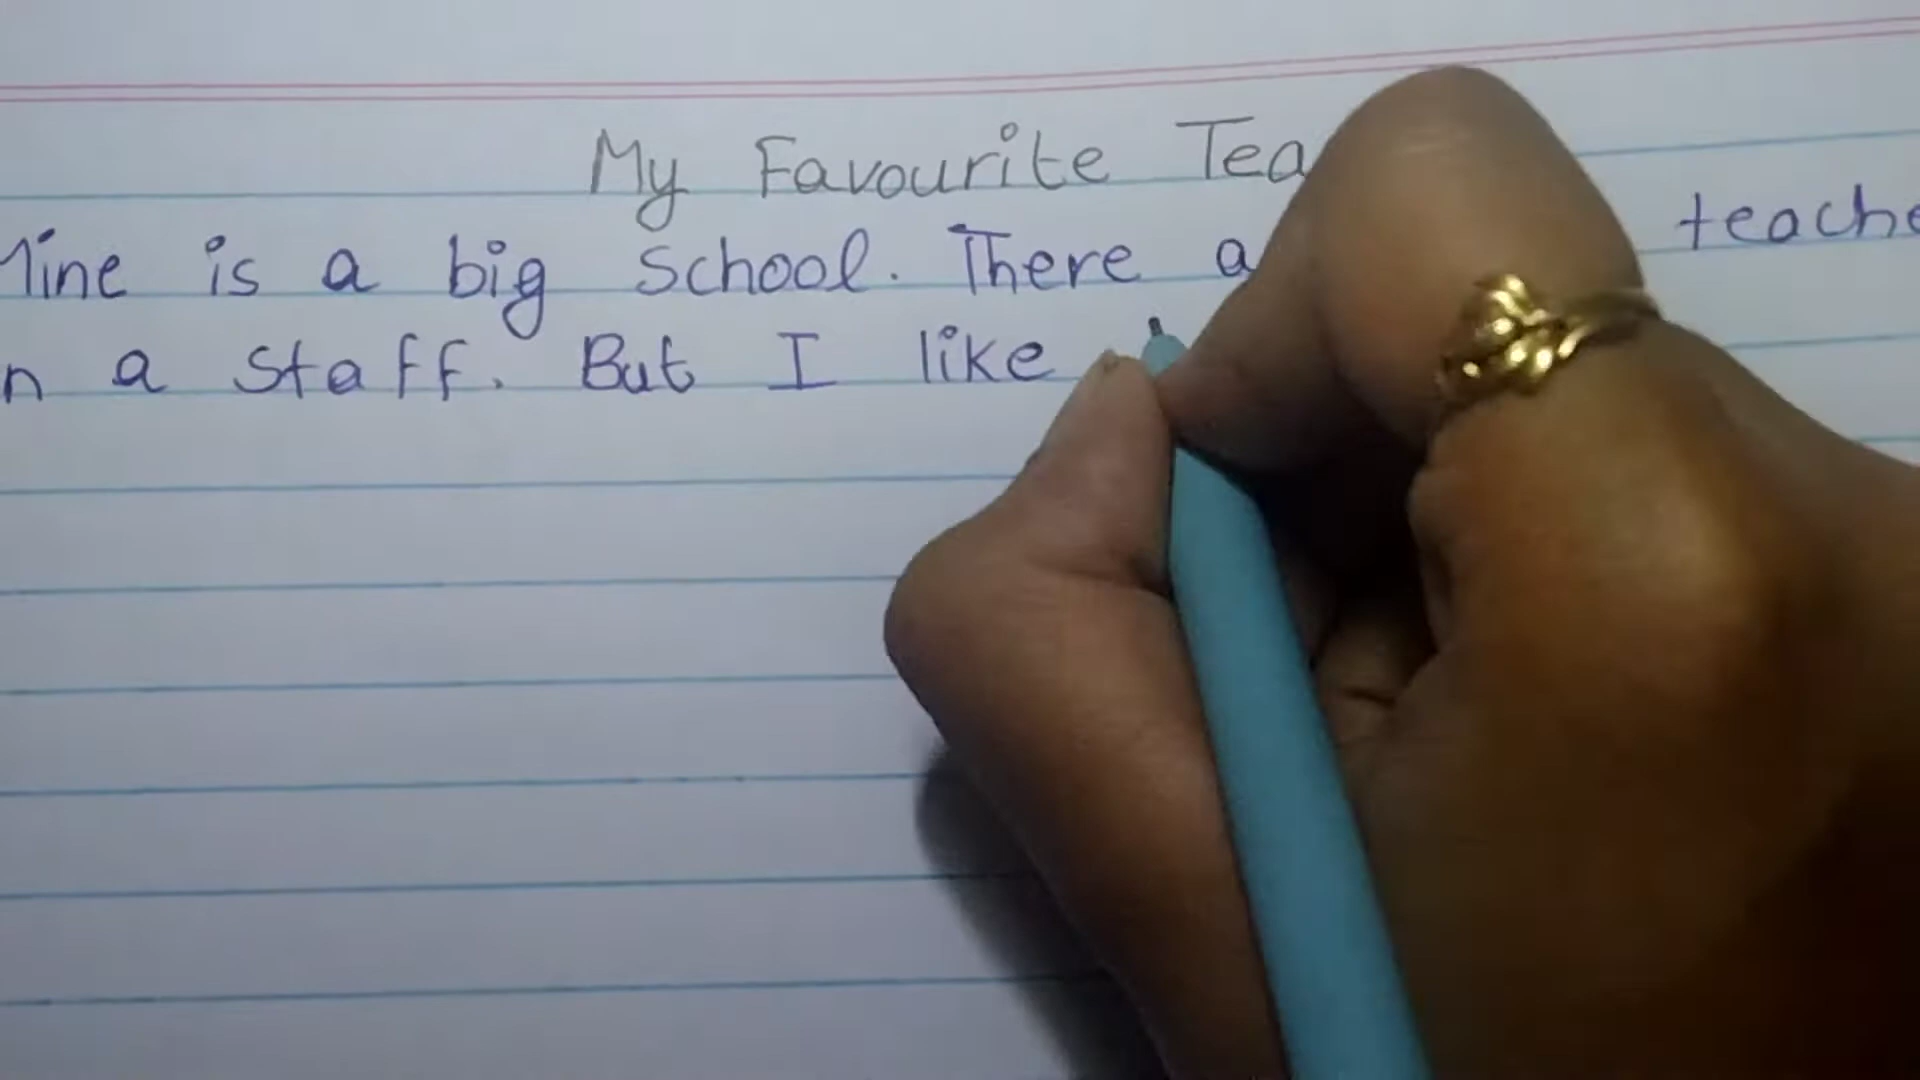 My Favourite Tea
Mine is a big School. There a teache
n a Staff. But I like